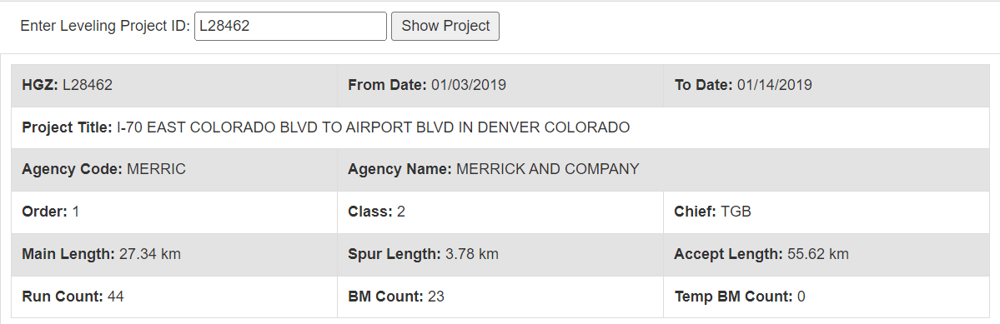 Enter Leveling Project ID: L28462 Show Project
HGZ: L28462 From Date: 01/03/2019 To Date: 01/14/2019
Project Title: I-70 EAST COLORADO BLVD TO AIRPORT BLVD IN DENVER COLORADO
Agency Code: MERRIC Agency Name: MERRICK AND COMPANY
Order: 1 Class: 2 Chief: TGB
Main Length: 27.34 km Spur Length: 3.78 km Accept Length: 55.62 km
Run Count: 44 BM Count: 23 Temp BM Count: 0